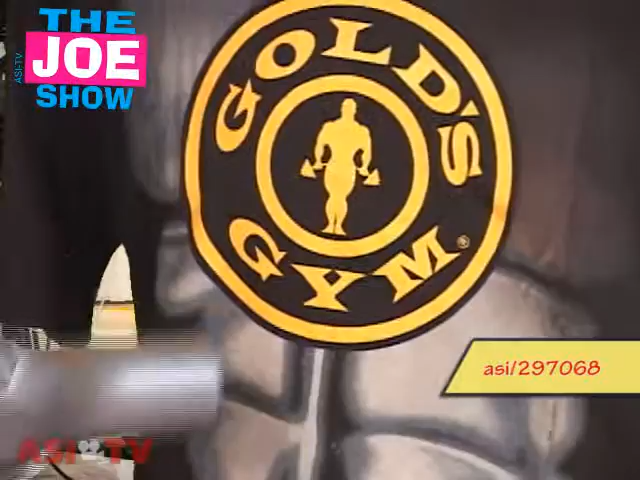 THE
ASI-TV
JOE
SHOW
GOLD'S
GYM®
asi/297068
ASI TV